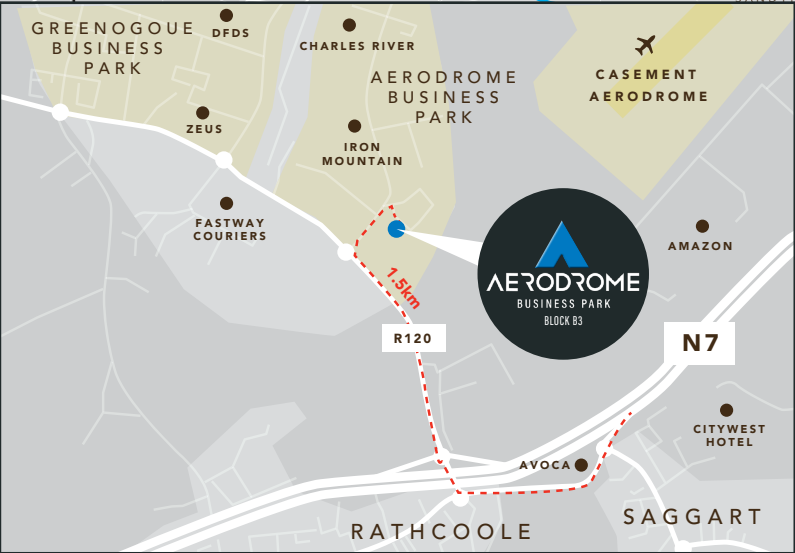 GREENOGOUE
BUSINESS
PARK
DFDS
CHARLES RIVER
AERODROME
BUSINESS
PARK
CASEMENT
AERODROME
ZEUS
IRON
MOUNTAIN
FASTWAY
COURIERS
AMAZON
AERODROME
BUSINESS PARK
BLOCK B3
1.5km
R120
N7
CITYWEST
HOTEL
AVOCA
RATHCOOLE
SAGGART